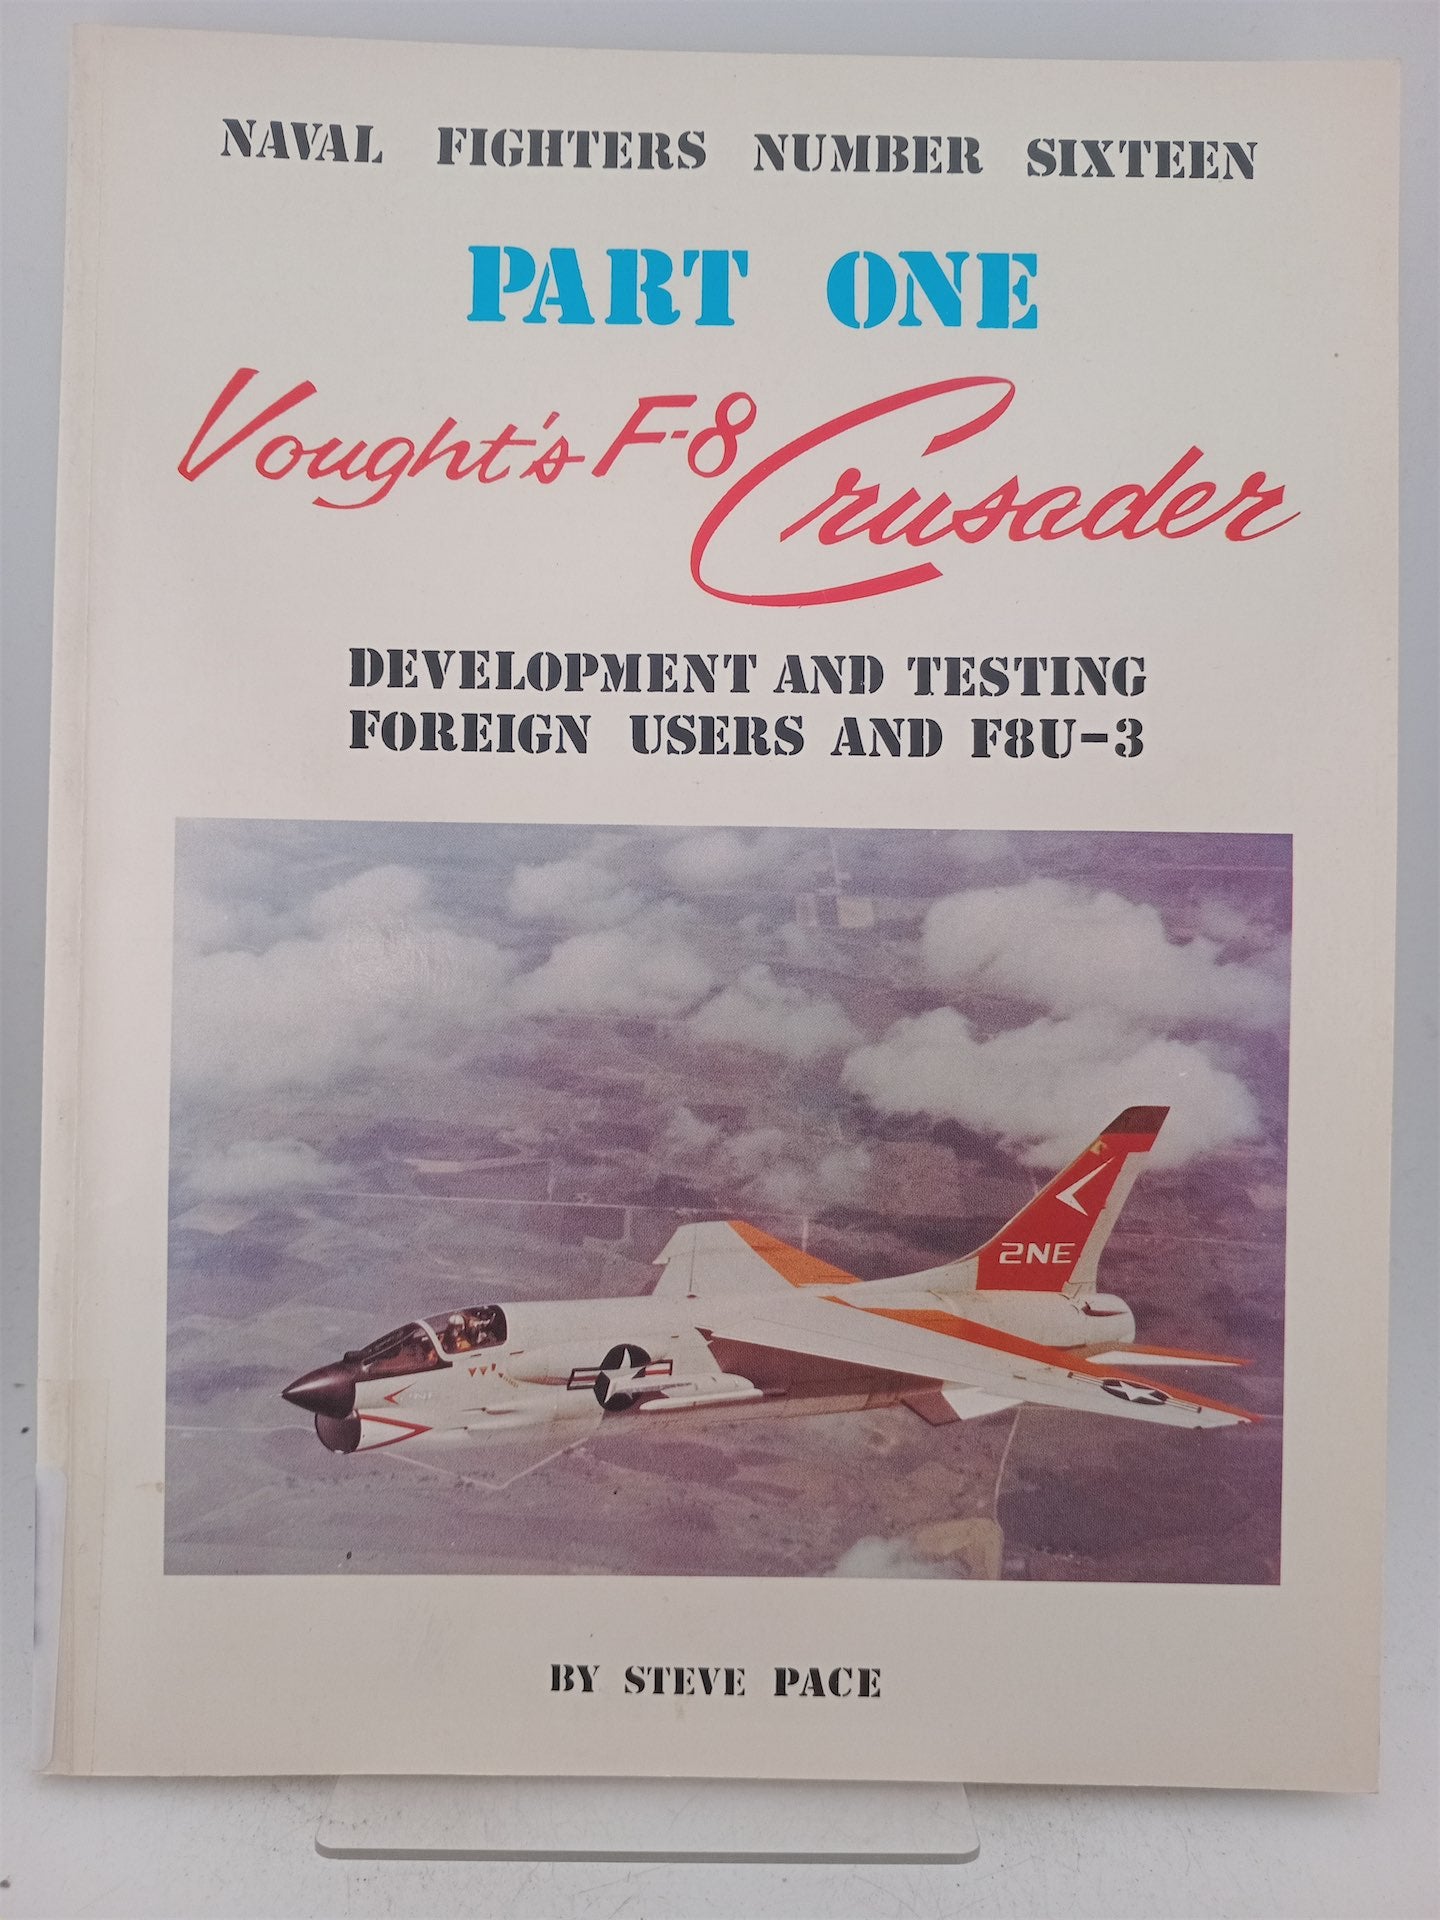 NAVAL FIGHTERS NUMBER SIXTEEN
PART ONE
Vought's F-8 Crusader
DEVELOPMENT AND TESTING
FOREIGN USERS AND F8U-3
2NE
BY STEVE PACE